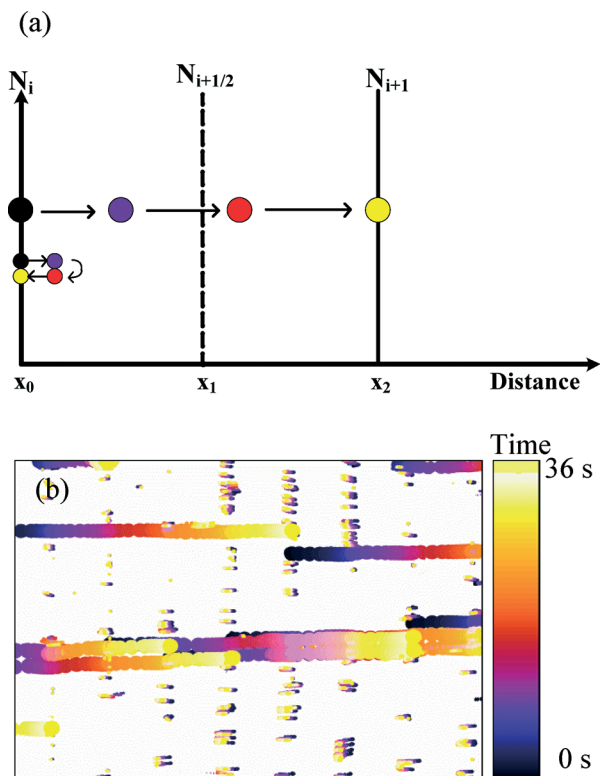 (a)
Nᵢ Nᵢ₊₁/₂ Nᵢ₊₁
x₀ x₁ x₂ Distance
Time
(b) 36 s
0 s